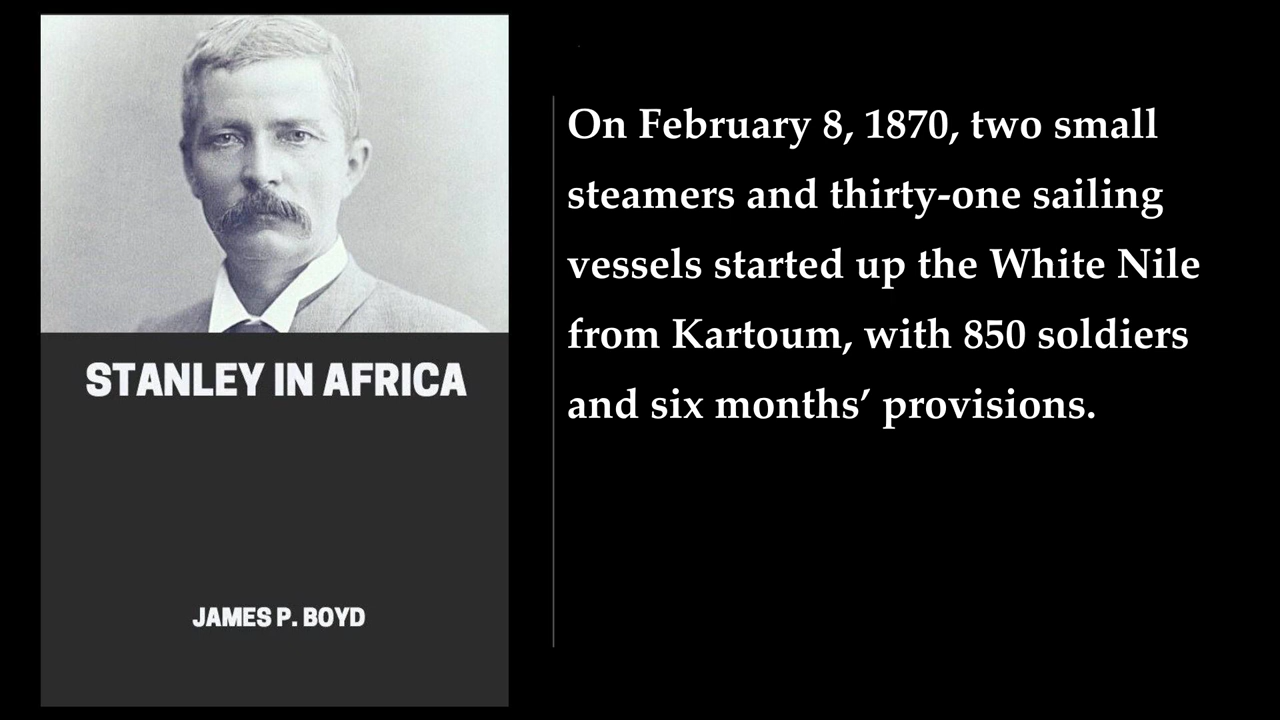 STANLEY IN AFRICA
JAMES P. BOYD
On February 8, 1870, two small
steamers and thirty-one sailing
vessels started up the White Nile
from Kartoum, with 850 soldiers
and six months’ provisions.